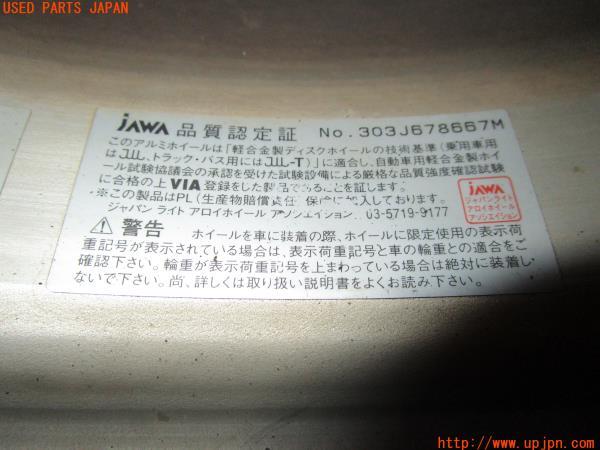 USED PARTS JAPAN
JAWA 品質認定証 No.303J678667M
このアルミホイールは「軽合金製ディスクホイールの技術基準(乗用車用
はJWL,トラック・バス用にはJWL-T)」に適合し,自動車用軽合金製ホイ
ール試験協議会の承認を受けた試験設備による厳格な品質強度確認試験
に合格の上VIA登録をした製品であることを証します。
※この製品はPL(生産物賠償責任)保険に加入しております。
ジャパン ライト アロイホイール アソシエイション 03-5719-9177
JAWA
ジャパンライト
アロイホイール
アソシエイション
⚠警告 ホイールを車に装着の際、ホイールに限定使用の表示荷
重記号が表示されている場合は、表示荷重記号と車の輪重との適合をご
確認下さい。輪重が表示荷重記号を上まわっている場合は絶対に装着し
ないで下さい。尚、詳しくは取り扱い説明書をよくお読み下さい。
http://www.upjpn.com/